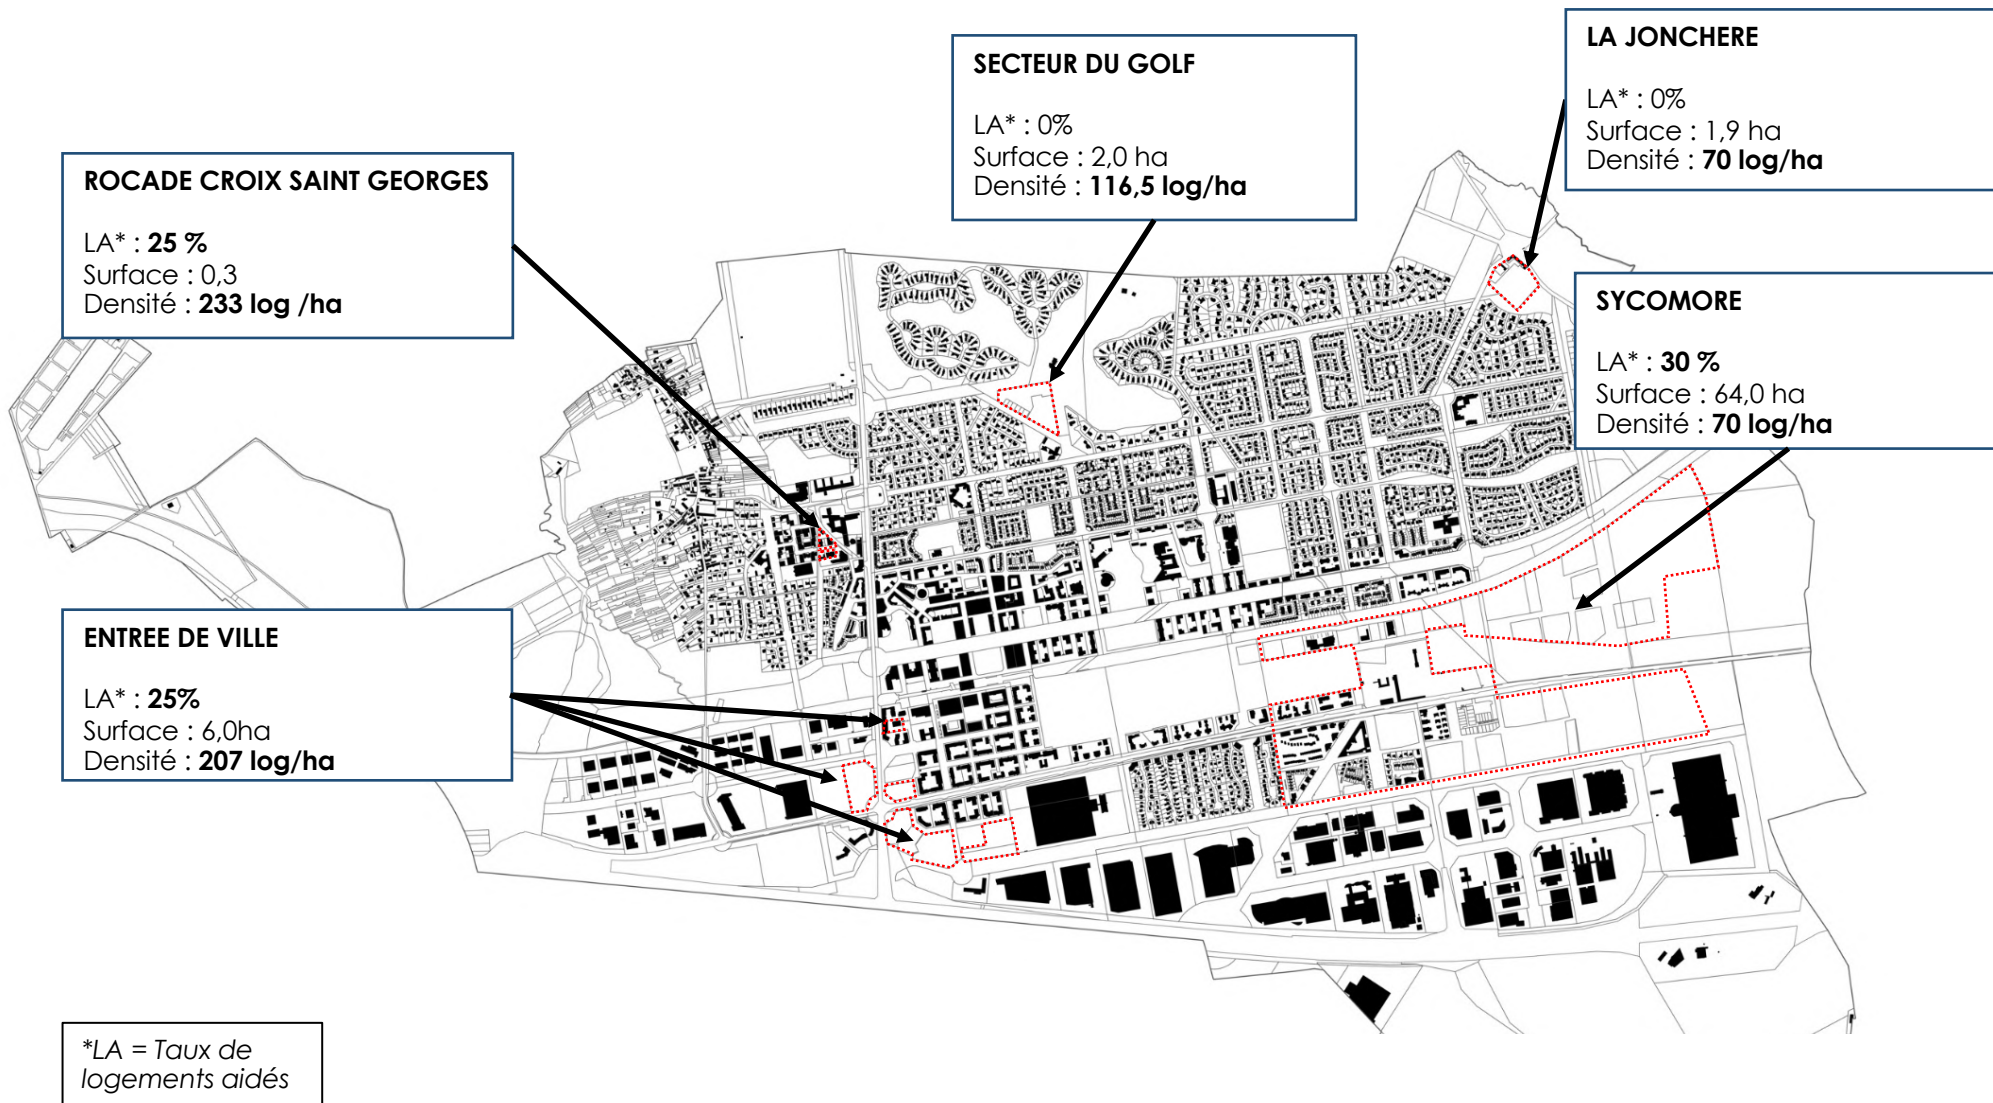 LA JONCHERE
LA* : 0%
Surface : 1,9 ha
Densité : 70 log/ha
SECTEUR DU GOLF
LA* : 0%
Surface : 2,0 ha
Densité : 116,5 log/ha
ROCADE CROIX SAINT GEORGES
LA* : 25 %
Surface : 0,3
Densité : 233 log /ha
SYCOMORE
LA* : 30 %
Surface : 64,0 ha
Densité : 70 log/ha
ENTREE DE VILLE
LA* : 25%
Surface : 6,0ha
Densité : 207 log/ha
*LA = Taux de
logements aidés